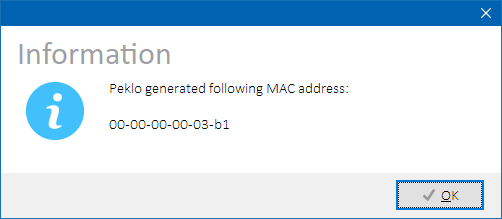 Information
Peklo generated following MAC address:
00-00-00-00-03-b1
OK